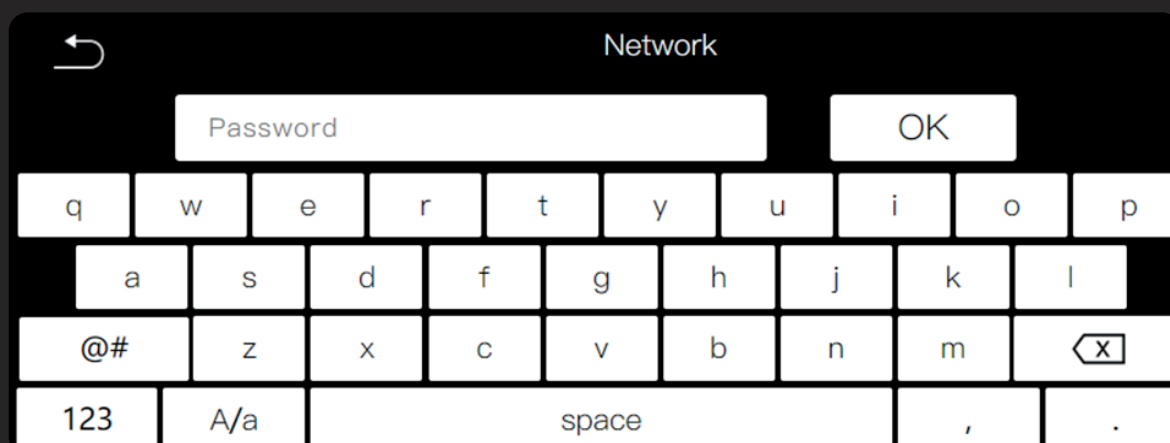 Network
Password OK
q w e r t y u i o p
a s d f g h j k l
@# z x c v b n m x
123 A/a space , .